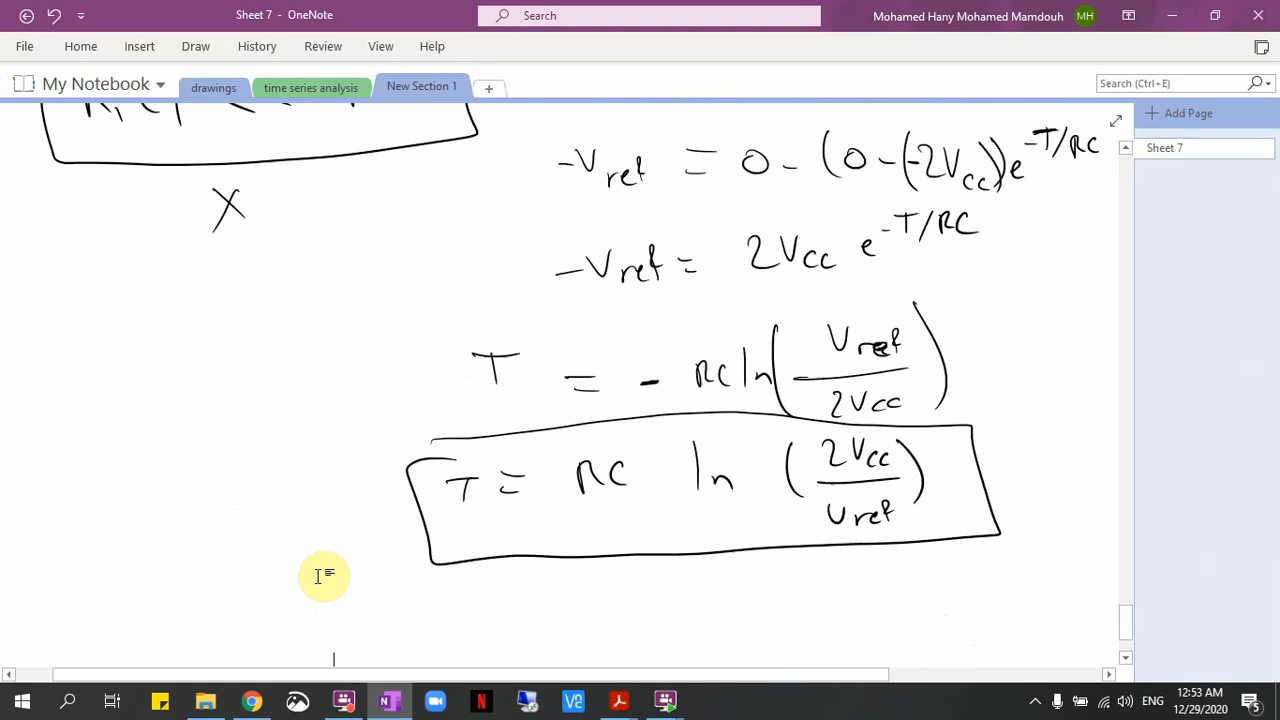 Sheet 7 - OneNote
Search
Mohamed Hany Mohamed Mamdouh
MH
File Home Insert Draw History Review View Help
My Notebook
drawings
time series analysis
New Section 1
+
Search (Ctrl+E)
Add Page
Sheet 7
-Vref = 0 - (0 - (-2Vcc)) e^-T/RC
X
-Vref = 2Vcc e^-T/RC
T = - RC ln (Vref / 2Vcc)
T = RC ln (2Vcc / Vref)
ENG
12:53 AM
12/29/2020
5